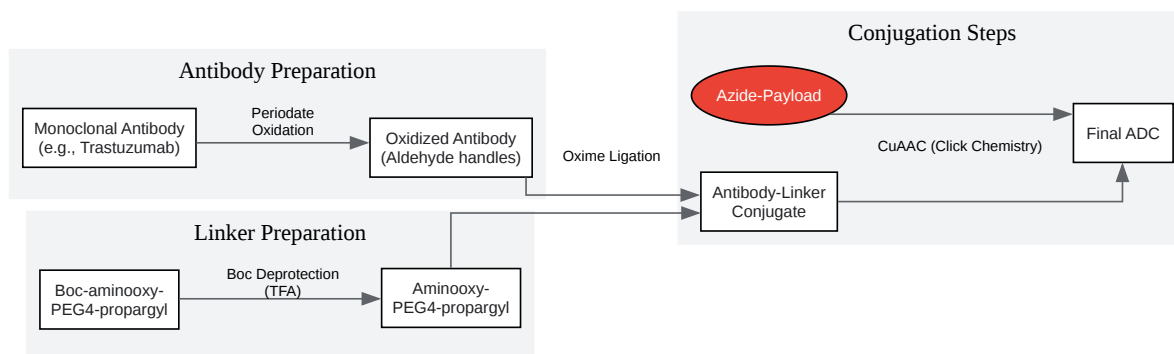 Antibody Preparation
Monoclonal Antibody
(e.g., Trastuzumab)
Periodate
Oxidation
Oxidized Antibody
(Aldehyde handles)
Oxime Ligation
Linker Preparation
Boc-aminooxy-
PEG4-propargyl
Boc Deprotection
(TFA)
Aminooxy-
PEG4-propargyl
Conjugation Steps
Azide-Payload
CuAAC (Click Chemistry)
Final ADC
Antibody-Linker
Conjugate